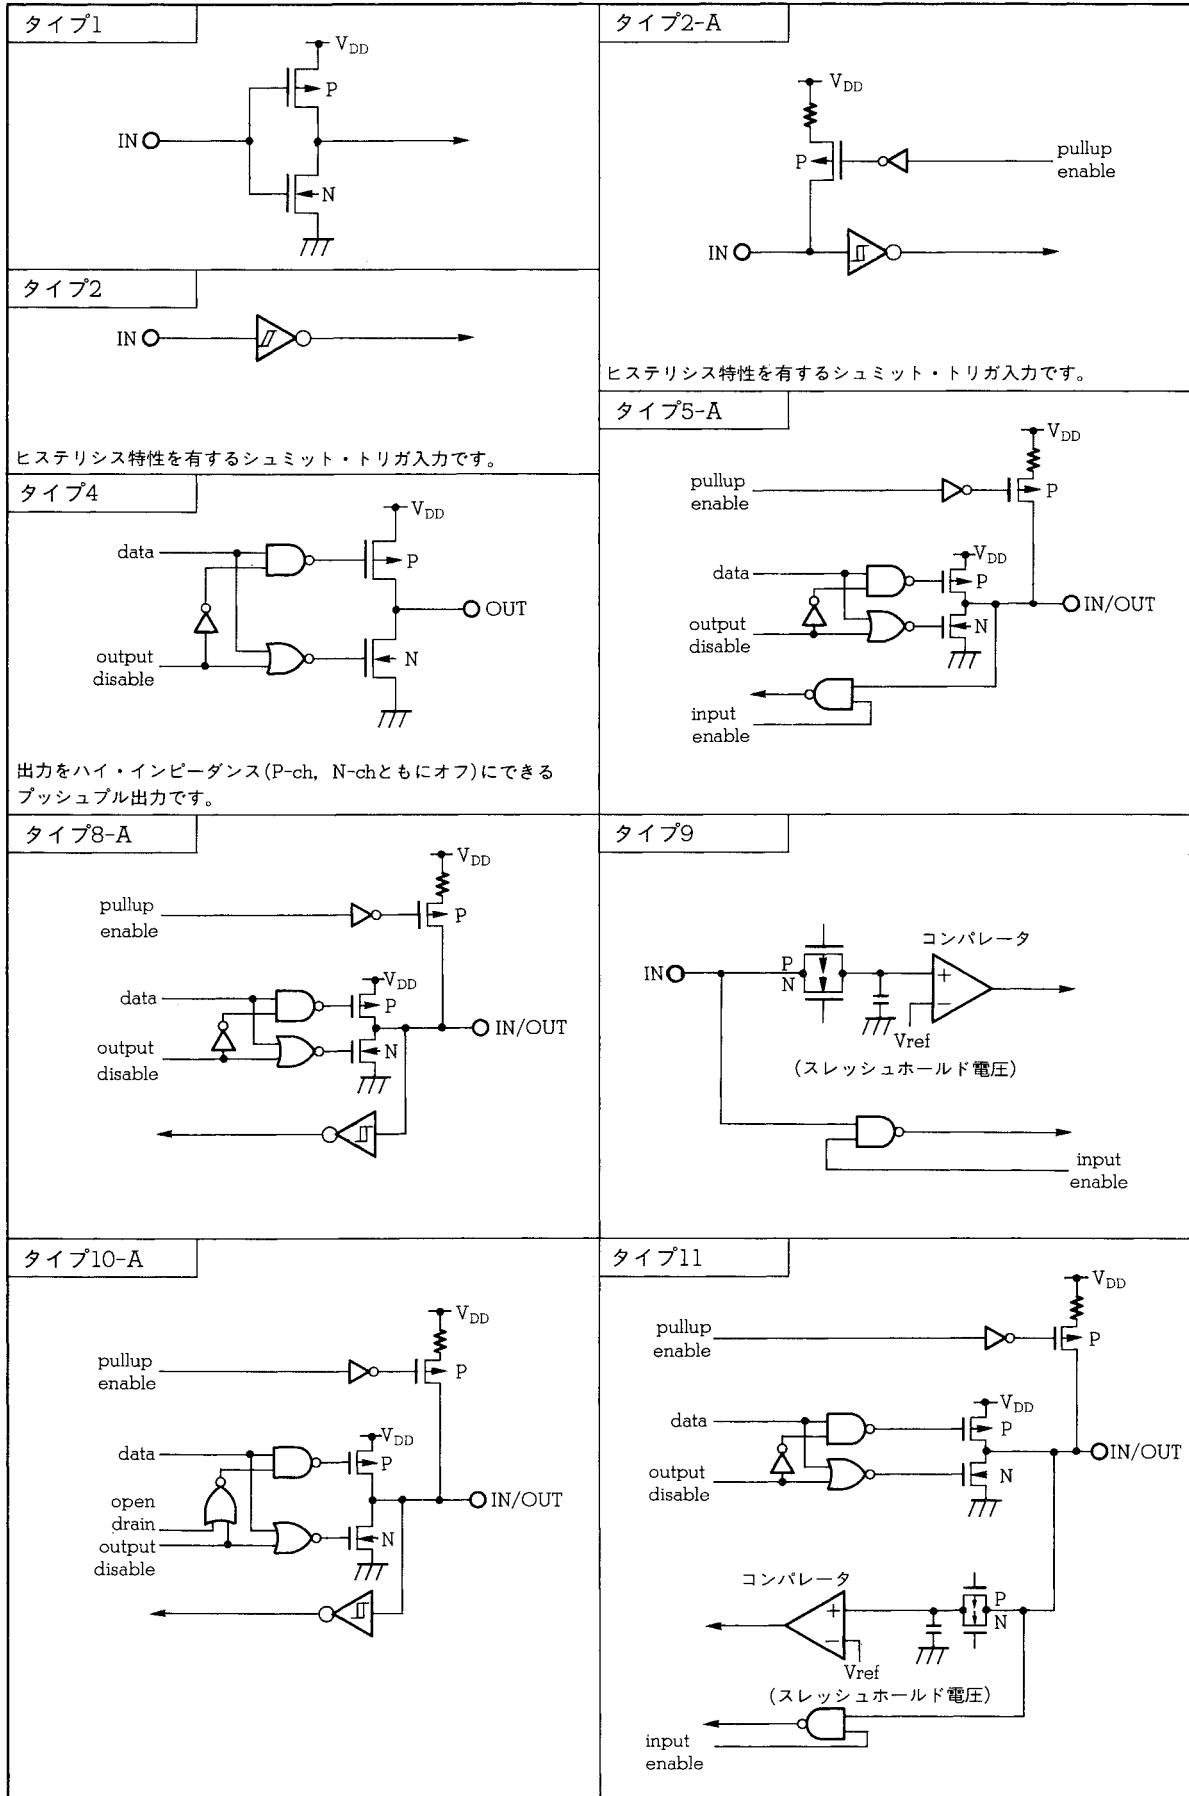 タイプ1
VDD
P
IN
N
タイプ2
IN
ヒステリシス特性を有するシュミット・トリガ入力です。
タイプ4
VDD
data
P
OUT
output
disable
N
出力をハイ・インピーダンス(P-ch, N-chともにオフ)にできる
プッシュプル出力です。
タイプ2-A
VDD
P
pullup
enable
IN
ヒステリシス特性を有するシュミット・トリガ入力です。
タイプ5-A
VDD
pullup
enable
P
VDD
data
P
IN/OUT
output
disable
N
input
enable
タイプ8-A
VDD
pullup
enable
P
VDD
data
P
IN/OUT
output
disable
N
タイプ9
コンパレータ
IN
P
N
+
−
Vref
(スレッシュホールド電圧)
input
enable
タイプ10-A
VDD
pullup
enable
P
VDD
data
P
open
drain
IN/OUT
output
disable
N
タイプ11
VDD
pullup
enable
P
VDD
data
P
IN/OUT
output
disable
N
コンパレータ
P
N
+
−
Vref
(スレッシュホールド電圧)
input
enable